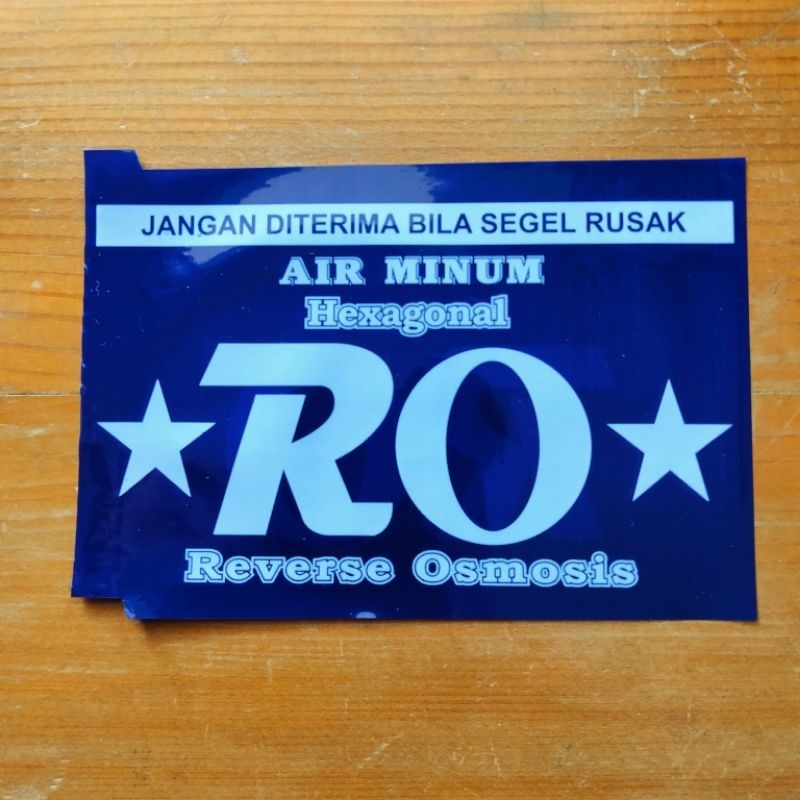 JANGAN DITERIMA BILA SEGEL RUSAK
AIR MINUM
Hexagonal
RO
Reverse Osmosis